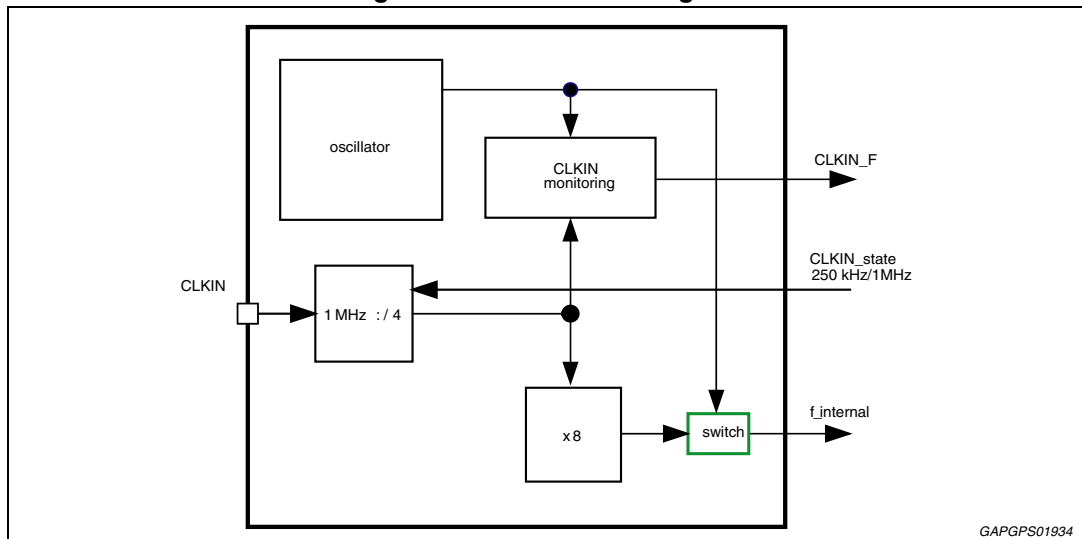 oscillator
CLKIN
monitoring
CLKIN_F
CLKIN_state
250 kHz/1MHz
CLKIN
1 MHz : / 4
x 8
switch
f_internal
GAPGPS01934